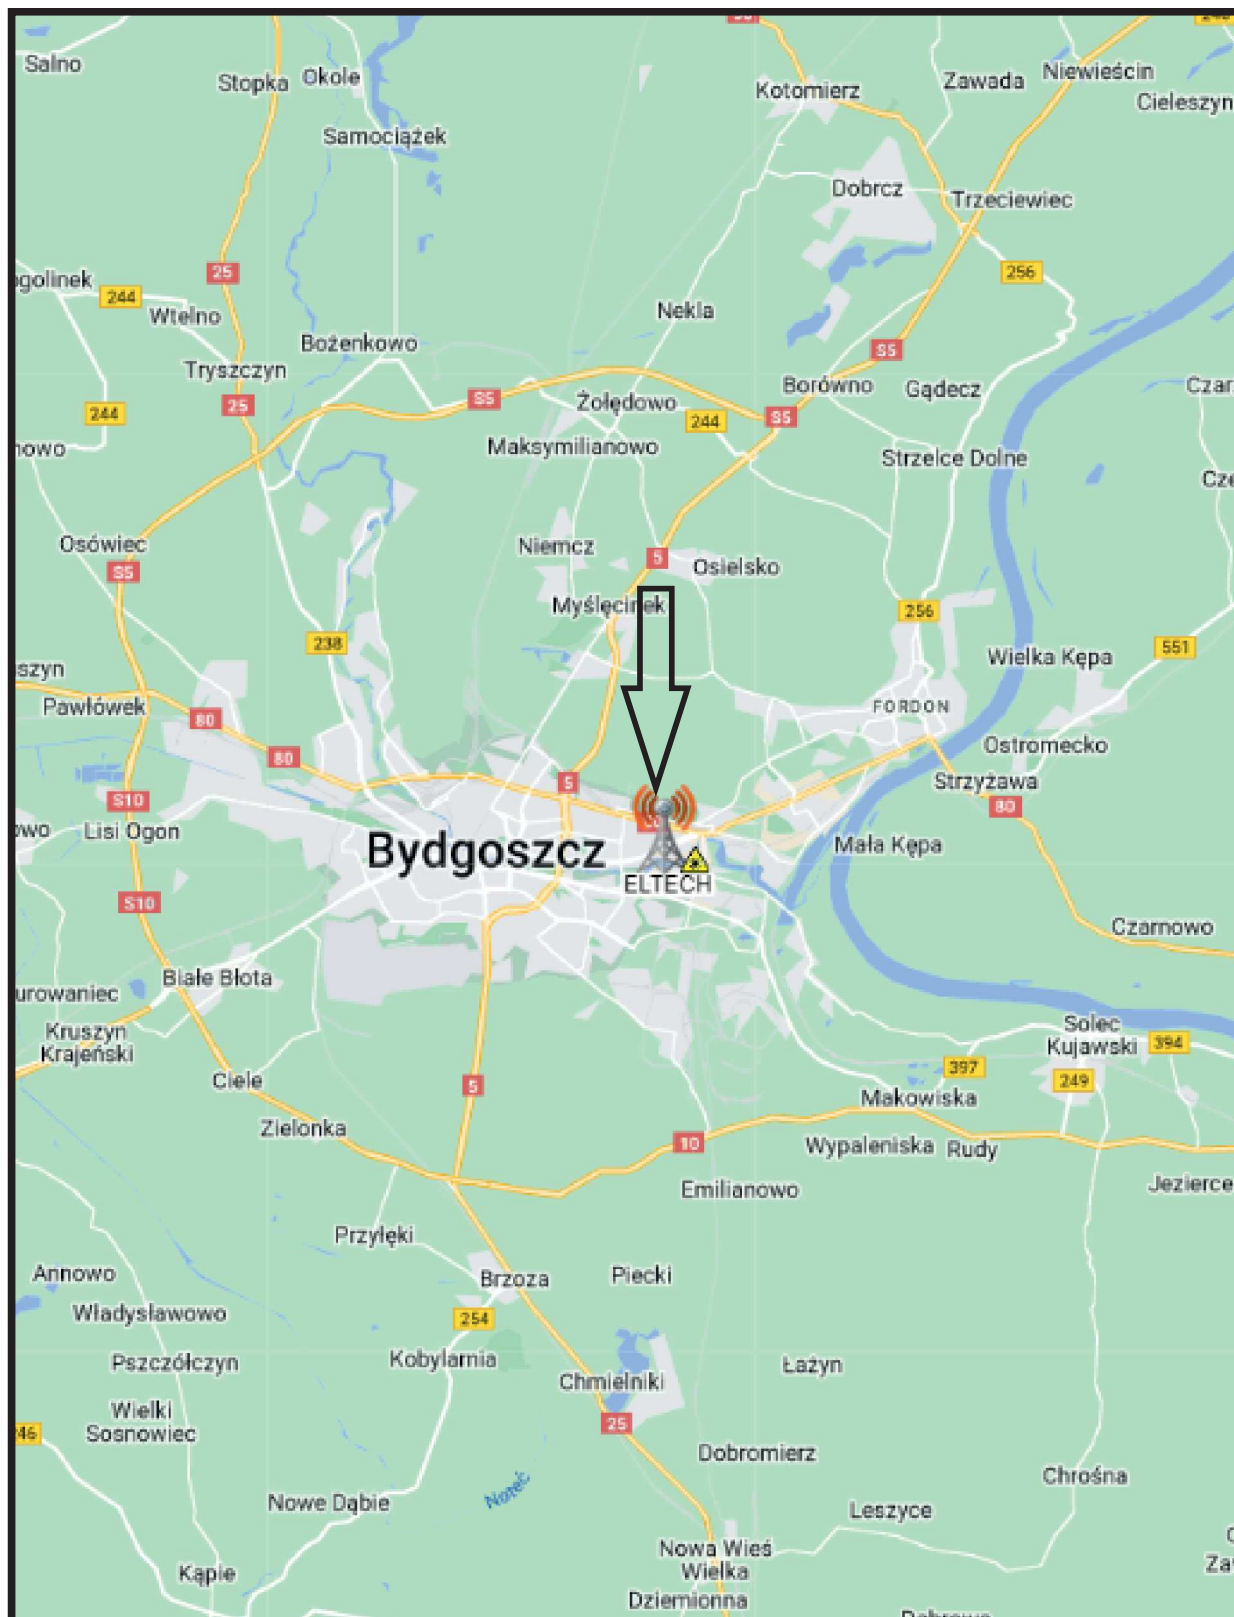 Salno
Stopka
Okole
Samociążek
Kotomierz
Zawada
Niewieścin
Cieleszyn
Dobrcz
Trzeciewiec
25
256
244
Wtelno
Nekla
Bożenkowo
Tryszczyn
S5
Borówno
Gądecz
25
S5
Żołędowo
244
S5
244
Maksymilianowo
Strzelce Dolne
Osówiec
S5
Niemcz
5
Osielsko
Myślęcinek
256
238
551
Wielka Kępa
Pawłówek
80
FORDON
80
Ostromecko
5
Strzyżawa
S10
80
Lisi Ogon
Bydgoszcz
Mała Kępa
ELTECH
S10
Czarnowo
Białe Błota
Kruszyn
Krajeński
Solec
Kujawski
394
Ciele
5
397
249
Makowiska
Zielonka
10
Wypaleniska
Rudy
Emilianowo
Jezierce
Przyłęki
Annowo
Brzoza
Piecki
Władysławowo
254
Pszczółczyn
Kobylarnia
Łażyn
Chmielniki
Wielki
Sosnowiec
25
Dobromierz
Chrośna
Noteć
Nowe Dąbie
Leszyce
Nowa Wieś
Wielka
Kąpie
Dziemionna